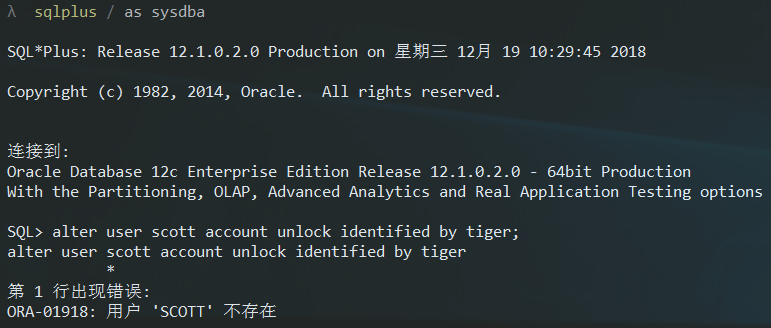 λ sqlplus / as sysdba
SQL*Plus: Release 12.1.0.2.0 Production on 星期三 12月 19 10:29:45 2018
Copyright (c) 1982, 2014, Oracle.  All rights reserved.
连接到:
Oracle Database 12c Enterprise Edition Release 12.1.0.2.0 - 64bit Production
With the Partitioning, OLAP, Advanced Analytics and Real Application Testing options
SQL> alter user scott account unlock identified by tiger;
alter user scott account unlock identified by tiger
*
第 1 行出现错误:
ORA-01918: 用户 'SCOTT' 不存在